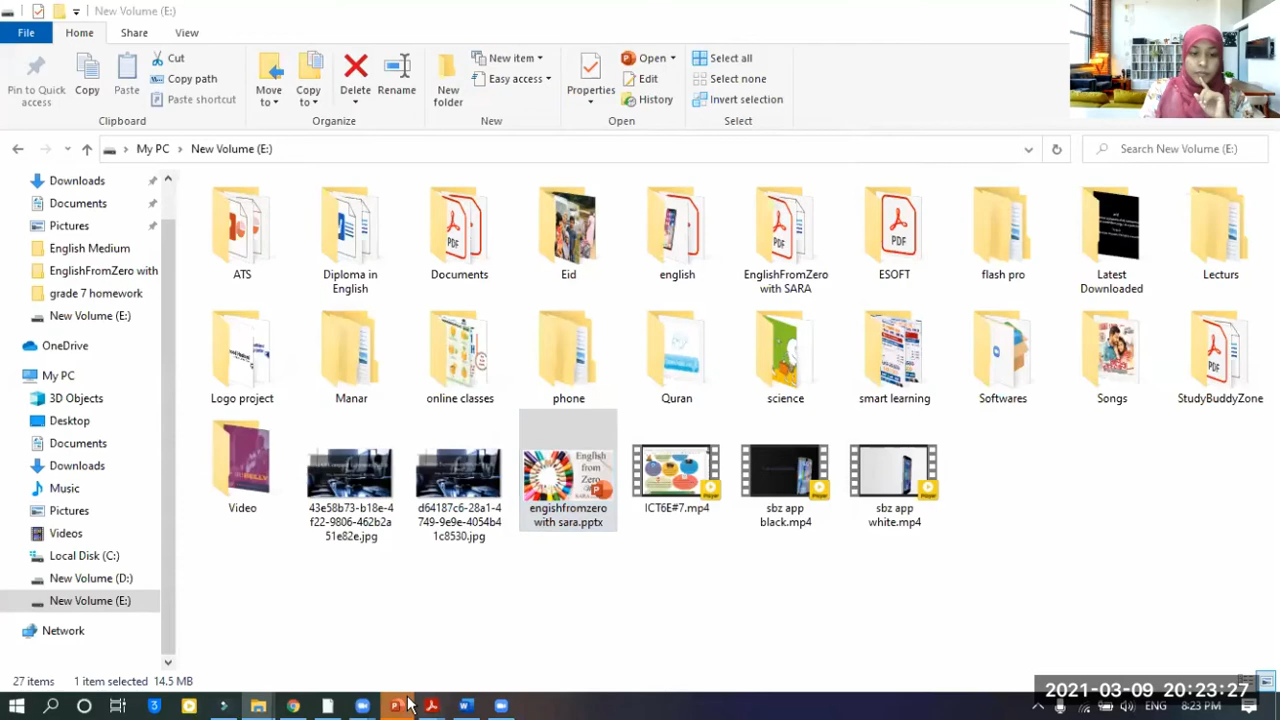 New Volume (E:)
File
Home
Share
View
Pin to Quick
access
Copy
Paste
Cut
Copy path
Paste shortcut
Clipboard
Move
to
Copy
to
Delete
Rename
Organize
New
folder
New item
Easy access
New
Properties
Open
Edit
History
Open
Select all
Select none
Invert selection
Select
My PC
New Volume (E:)
Search New Volume (E:)
Downloads
Documents
Pictures
English Medium
EnglishFromZero with
grade 7 homework
New Volume (E:)
OneDrive
My PC
3D Objects
Desktop
Documents
Downloads
Music
Pictures
Videos
Local Disk (C:)
New Volume (D:)
New Volume (E:)
Network
ATS
Diploma in
English
Documents
Eid
english
PDF
EnglishFromZero
with SARA
PDF
ESOFT
flash pro
Latest
Downloaded
Lecturs
Logo project
Manar
online classes
phone
Quran
science
smart learning
Softwares
Songs
PDF
StudyBuddyZone
Video
43e58b73-b18e-4
f22-9806-462b2a
51e82e.jpg
d64187c6-28a1-4
749-9e9e-4054b4
1c8530.jpg
English
from
Zero
engishfromzero
with sara.pptx
ICT6E#7.mp4
sbz app
black.mp4
sbz app
white.mp4
27 items
1 item selected
14.5 MB
2021-03-09 20:23:27
ENG
8:23 PM